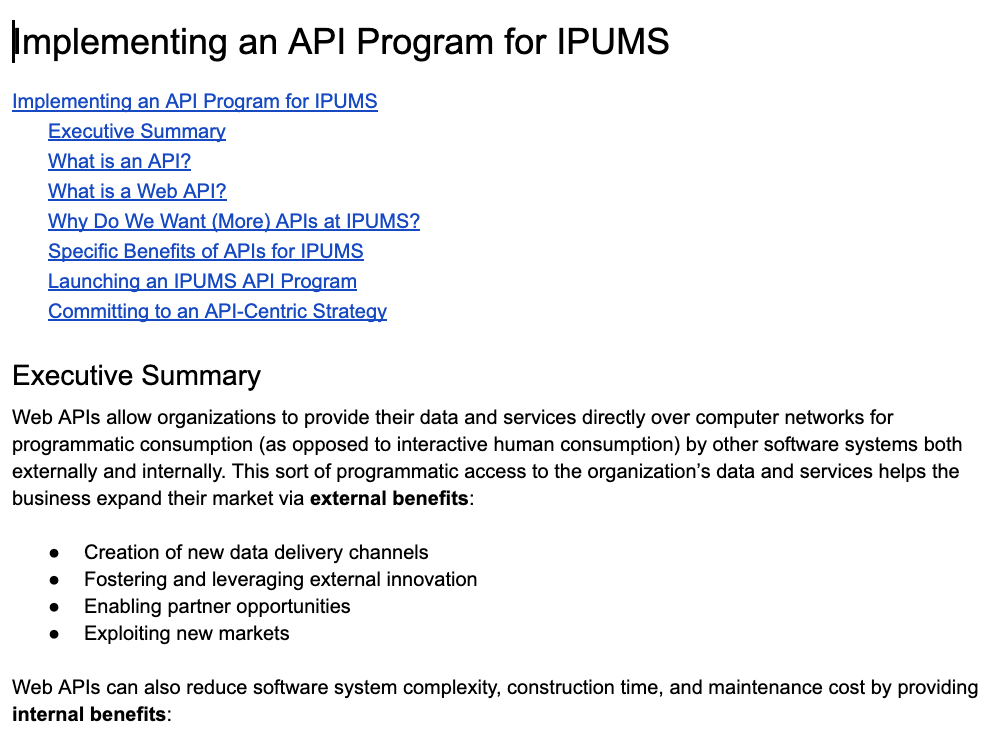 Implementing an API Program for IPUMS
Implementing an API Program for IPUMS
Executive Summary
What is an API?
What is a Web API?
Why Do We Want (More) APIs at IPUMS?
Specific Benefits of APIs for IPUMS
Launching an IPUMS API Program
Committing to an API-Centric Strategy
Executive Summary
Web APIs allow organizations to provide their data and services directly over computer networks for
programmatic consumption (as opposed to interactive human consumption) by other software systems both
externally and internally. This sort of programmatic access to the organization’s data and services helps the
business expand their market via external benefits:
● Creation of new data delivery channels
● Fostering and leveraging external innovation
● Enabling partner opportunities
● Exploiting new markets
Web APIs can also reduce software system complexity, construction time, and maintenance cost by providing
internal benefits: